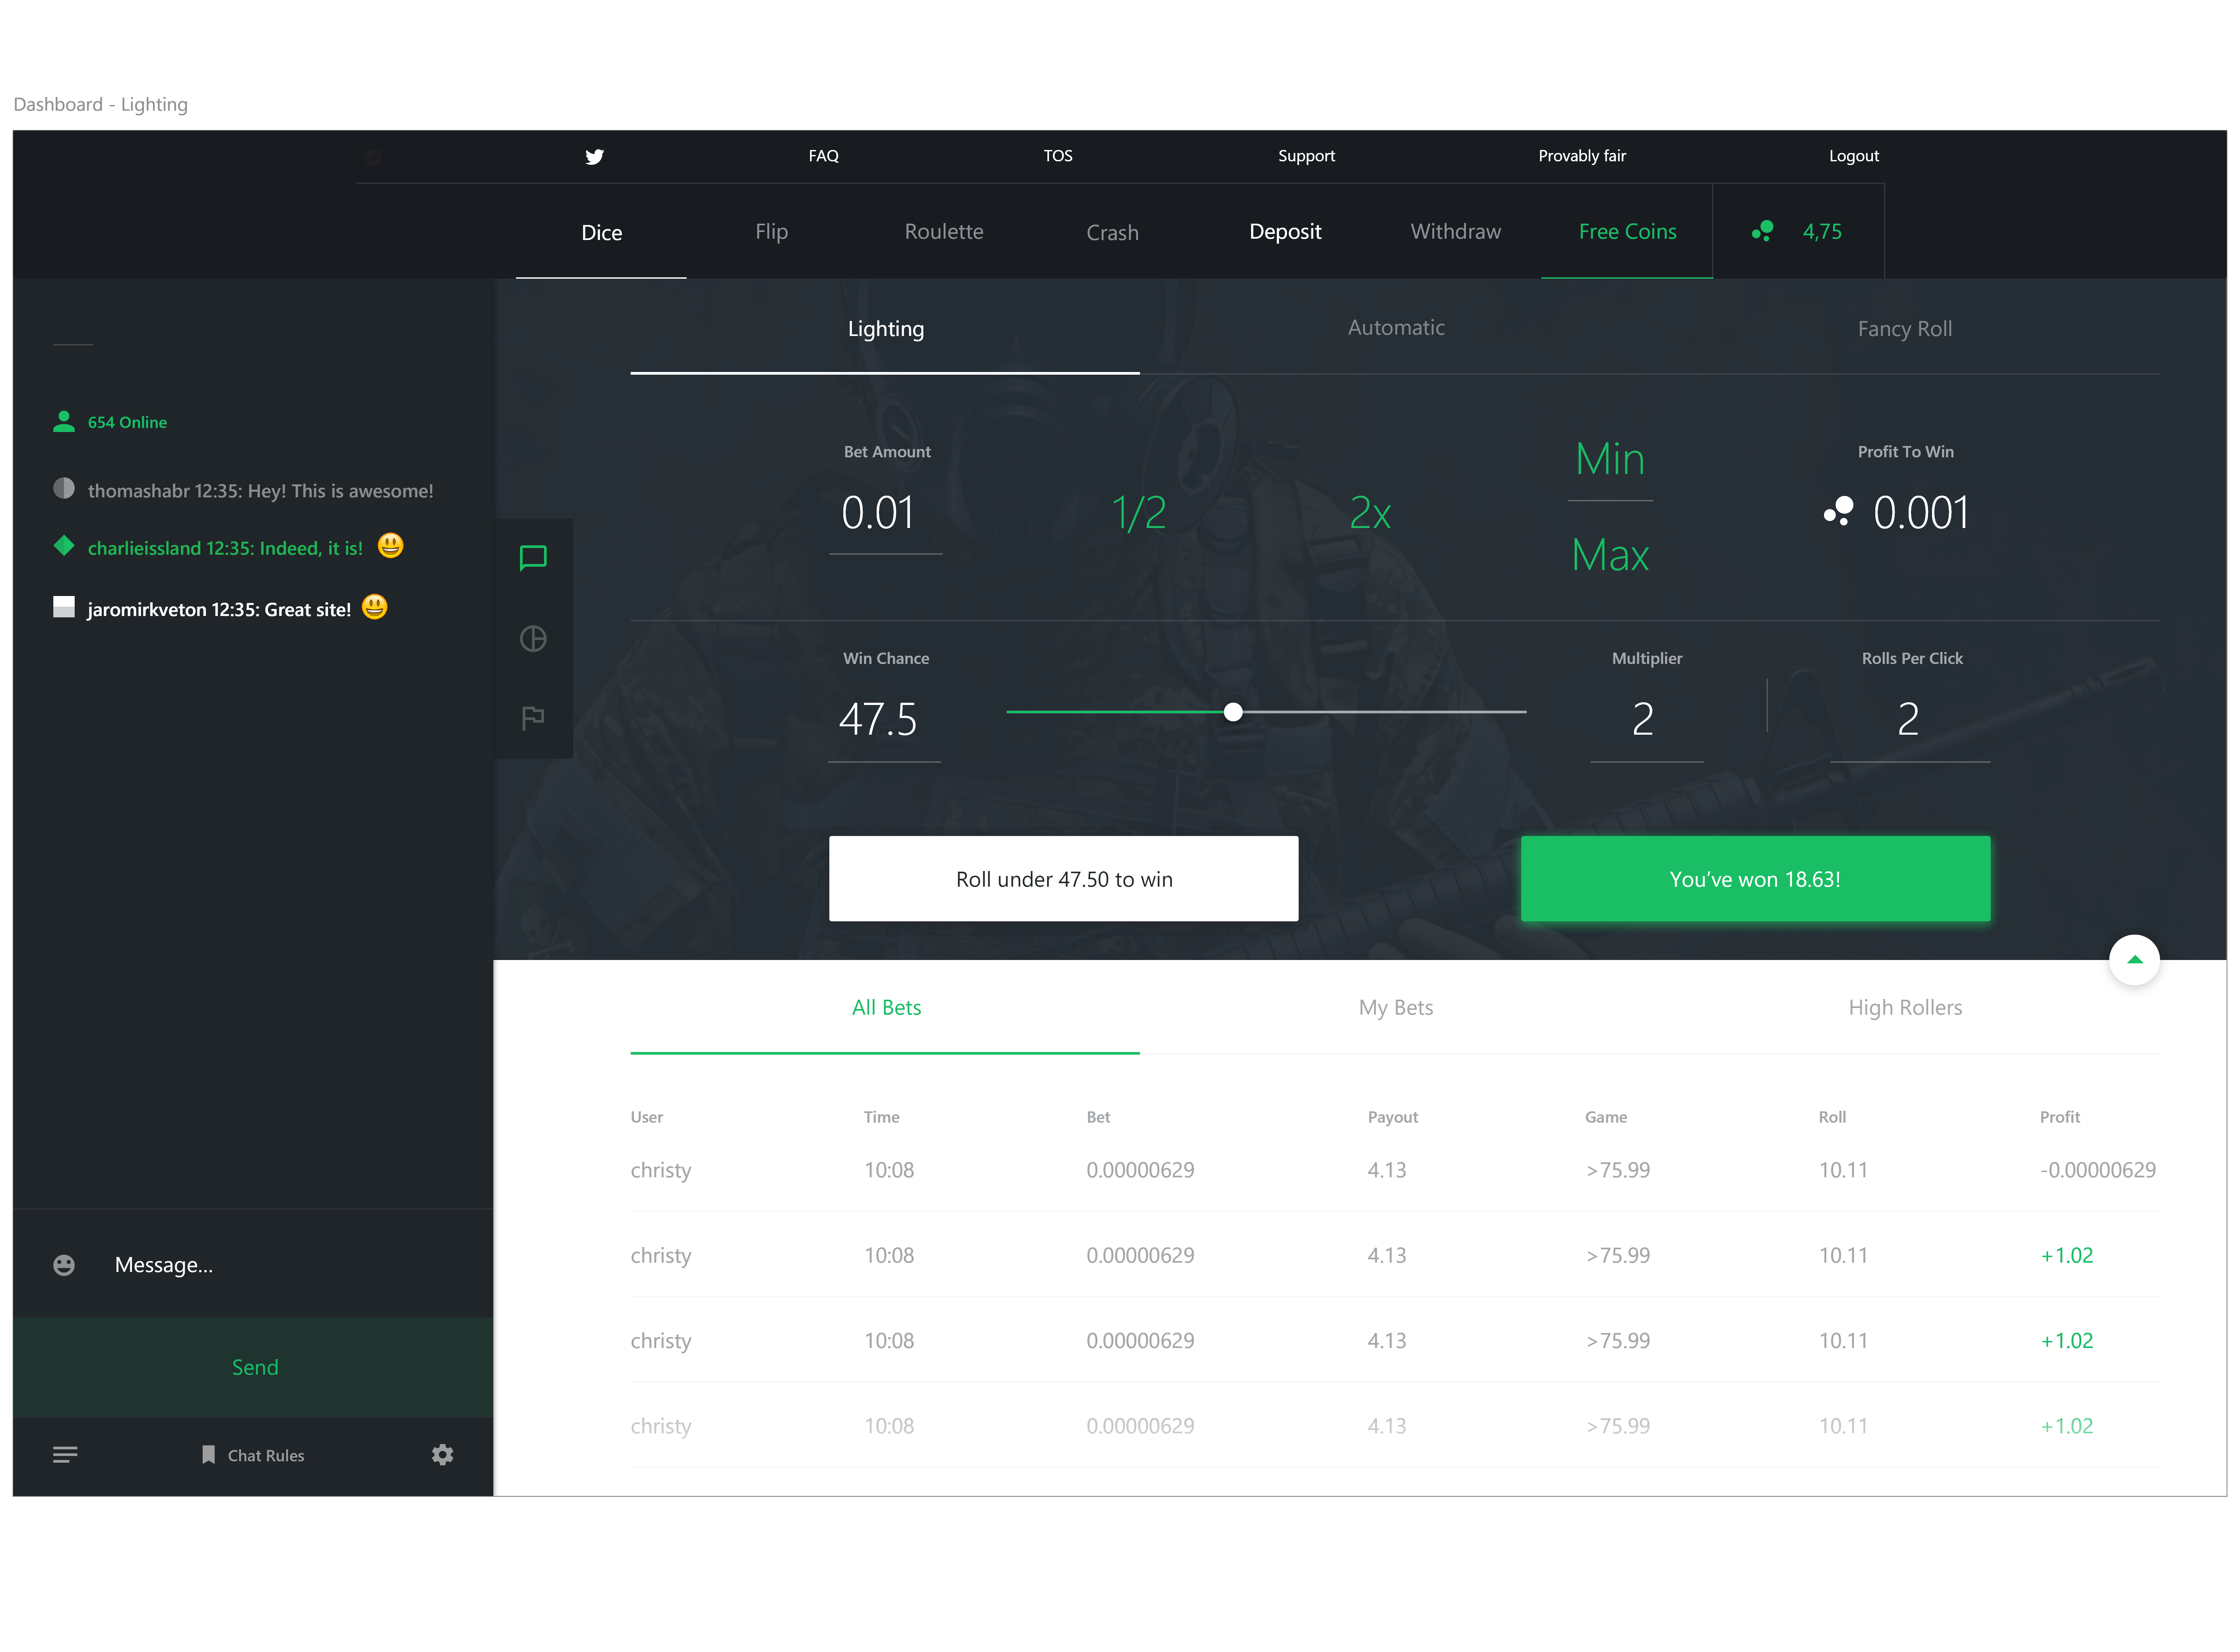 Dashboard - Lighting
FAQ TOS Support Provably fair Logout
Dice Flip Roulette Crash Deposit Withdraw Free Coins 4,75
Lighting Automatic Fancy Roll
654 Online
thomashabr 12:35: Hey! This is awesome!
charlieissland 12:35: Indeed, it is! 😃
jaromirkveton 12:35: Great site! 😃
Message...
Send
Chat Rules
Bet Amount
0.01 1/2 2x
Min
Max
Profit To Win
0.001
Win Chance
47.5
Multiplier
2
Rolls Per Click
2
Roll under 47.50 to win
You’ve won 18.63!
All Bets My Bets High Rollers
User Time Bet Payout Game Roll Profit
christy 10:08 0.00000629 4.13 >75.99 10.11 -0.00000629
christy 10:08 0.00000629 4.13 >75.99 10.11 +1.02
christy 10:08 0.00000629 4.13 >75.99 10.11 +1.02
christy 10:08 0.00000629 4.13 >75.99 10.11 +1.02